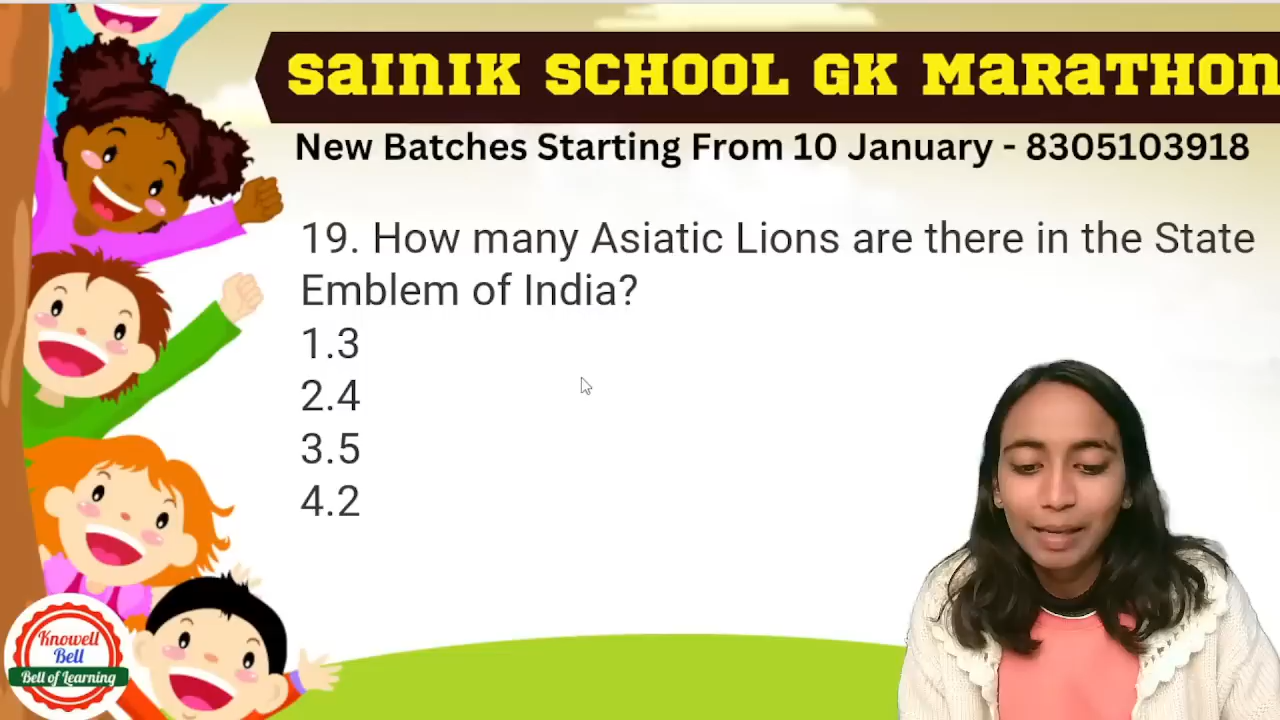 SAINIK SCHOOL GK MARATHON
New Batches Starting From 10 January - 8305103918
19. How many Asiatic Lions are there in the State
Emblem of India?
1.3
2.4
3.5
4.2
Knowell
Bell
Bell of Learning